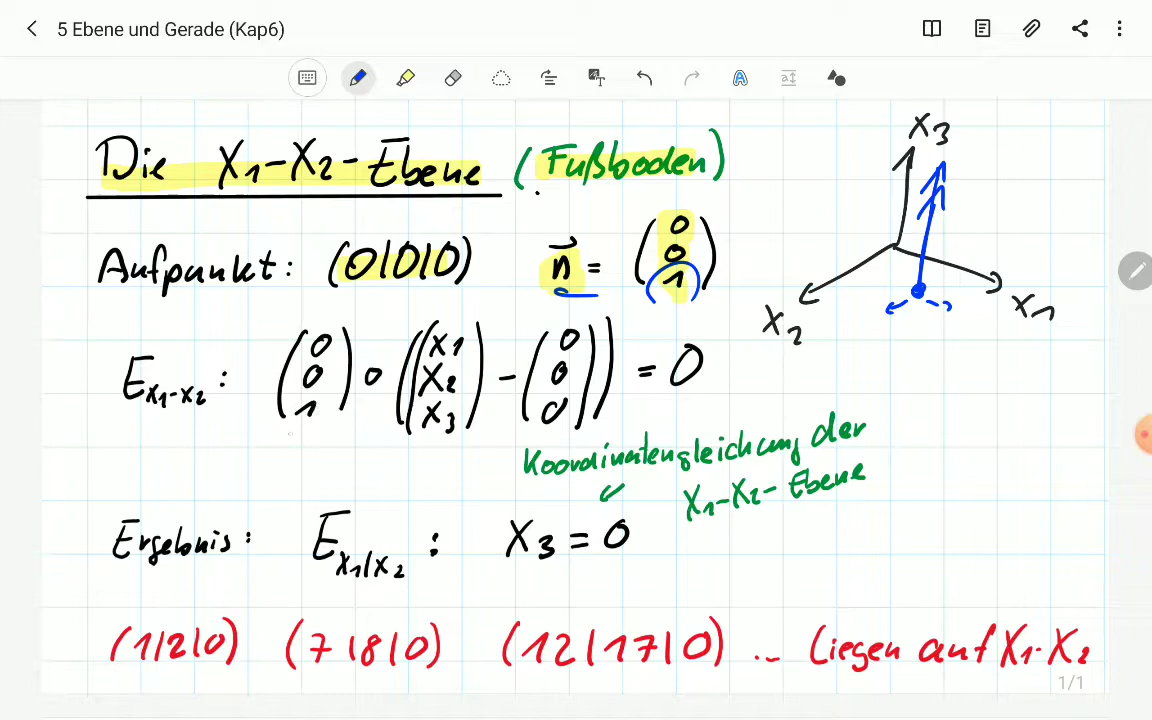 5 Ebene und Gerade (Kap6)
Die X1-X2-Ebene (Fußboden)
X3
Aufpunkt: (0|0|0) n⃗ = (0 0 1)
X2 X1
E x1-x2 : (0 0 1) ∘ ((x1 x2 x3) - (0 0 0)) = 0
Koordinatengleichung der
X1-X2-Ebene
Ergebnis: E x1/x2 : X3 = 0
(1|2|0) (7|8|0) (12|17|0) .. Liegen auf X1-X2
1/1